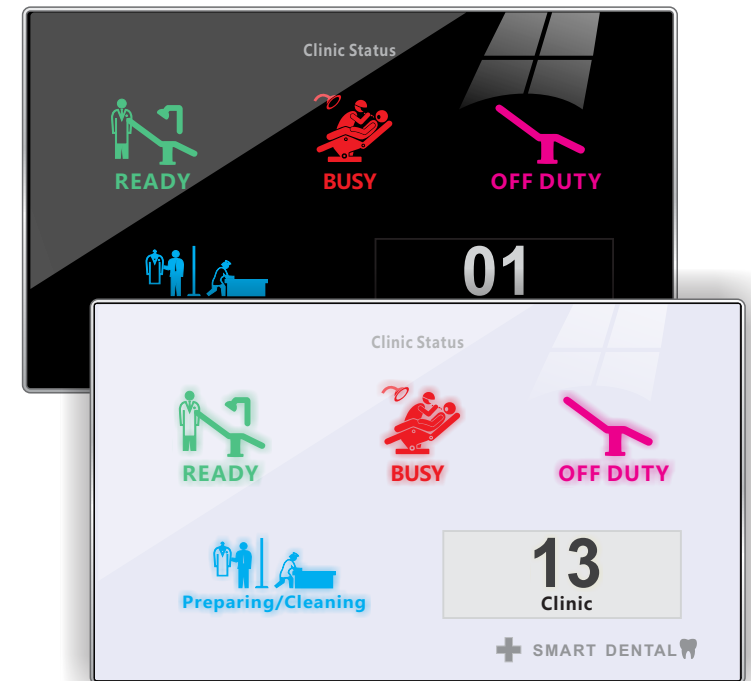 Clinic Status
READY
BUSY
OFF DUTY
01
Clinic Status
READY
BUSY
OFF DUTY
Preparing/Cleaning
13
Clinic
SMART DENTAL